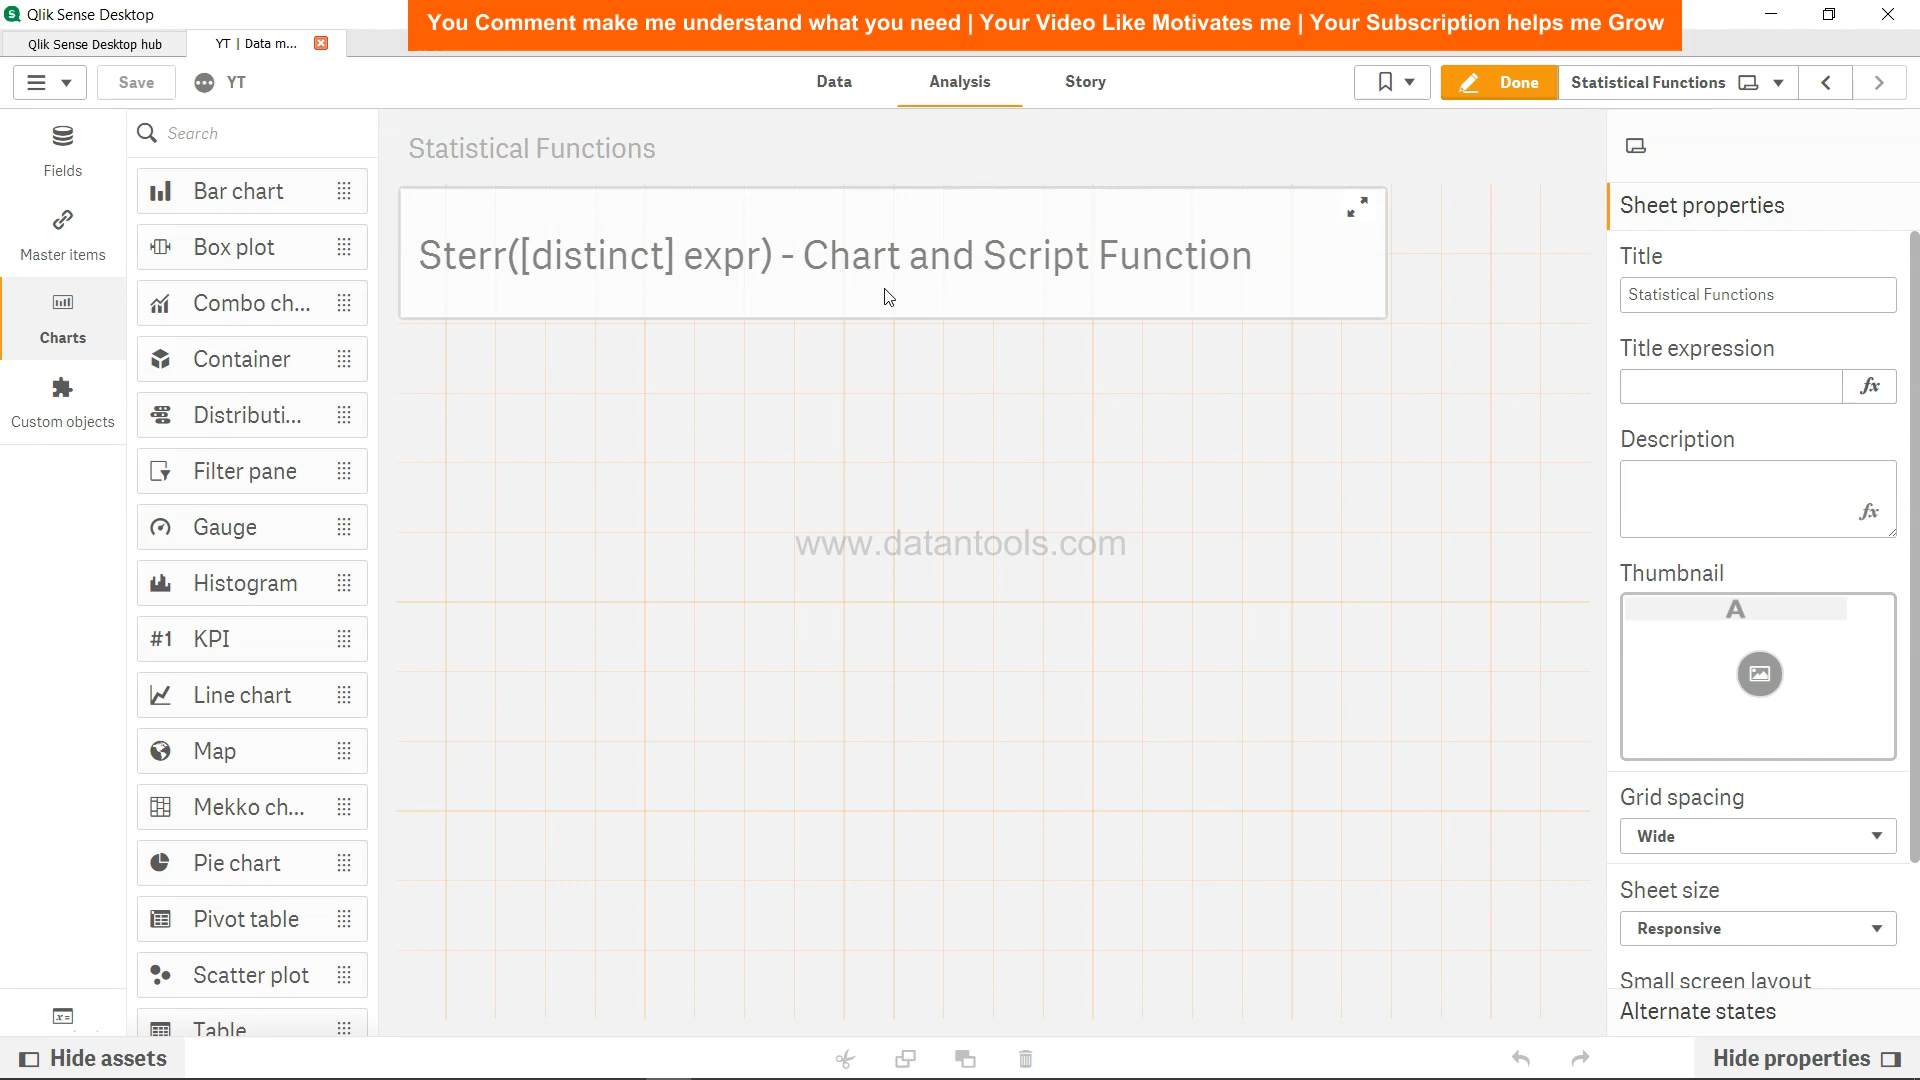 Qlik Sense Desktop
You Comment make me understand what you need | Your Video Like Motivates me | Your Subscription helps me Grow
Qlik Sense Desktop hub
YT | Data m...
Save
YT
Data
Analysis
Story
Done
Statistical Functions
Fields
Master items
Charts
Custom objects
Search
Bar chart
Box plot
Combo ch...
Container
Distributi...
Filter pane
Gauge
Histogram
#1 KPI
Line chart
Map
Mekko ch...
Pie chart
Pivot table
Scatter plot
Table
Statistical Functions
Sterr([distinct] expr) - Chart and Script Function
www.datantools.com
Sheet properties
Title
Statistical Functions
Title expression
fx
Description
fx
Thumbnail
A
Grid spacing
Wide
Sheet size
Responsive
Small screen layout
Alternate states
Hide assets
Hide properties